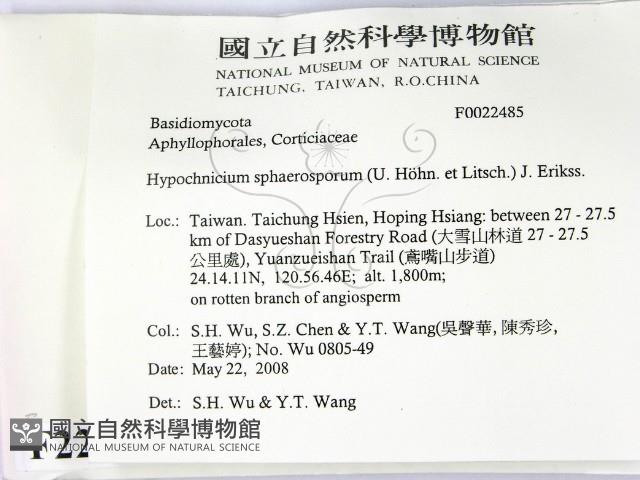 國立自然科學博物館
NATIONAL MUSEUM OF NATURAL SCIENCE
TAICHUNG, TAIWAN, R.O.CHINA
Basidiomycota F0022485
Aphyllophorales, Corticiaceae
Hypochnicium sphaerosporum (U. Höhn. et Litsch.) J. Erikss.
Loc.: Taiwan. Taichung Hsien, Hoping Hsiang: between 27 - 27.5
km of Dasyueshan Forestry Road (大雪山林道 27 - 27.5
公里處), Yuanzueishan Trail (鳶嘴山步道)
24.14.11N, 120.56.46E; alt. 1,800m;
on rotten branch of angiosperm
Col.: S.H. Wu, S.Z. Chen & Y.T. Wang(吳聲華, 陳秀珍,
王藝婷); No. Wu 0805-49
Date: May 22, 2008
Det.: S.H. Wu & Y.T. Wang
國立自然科學博物館
NATIONAL MUSEUM OF NATURAL SCIENCE